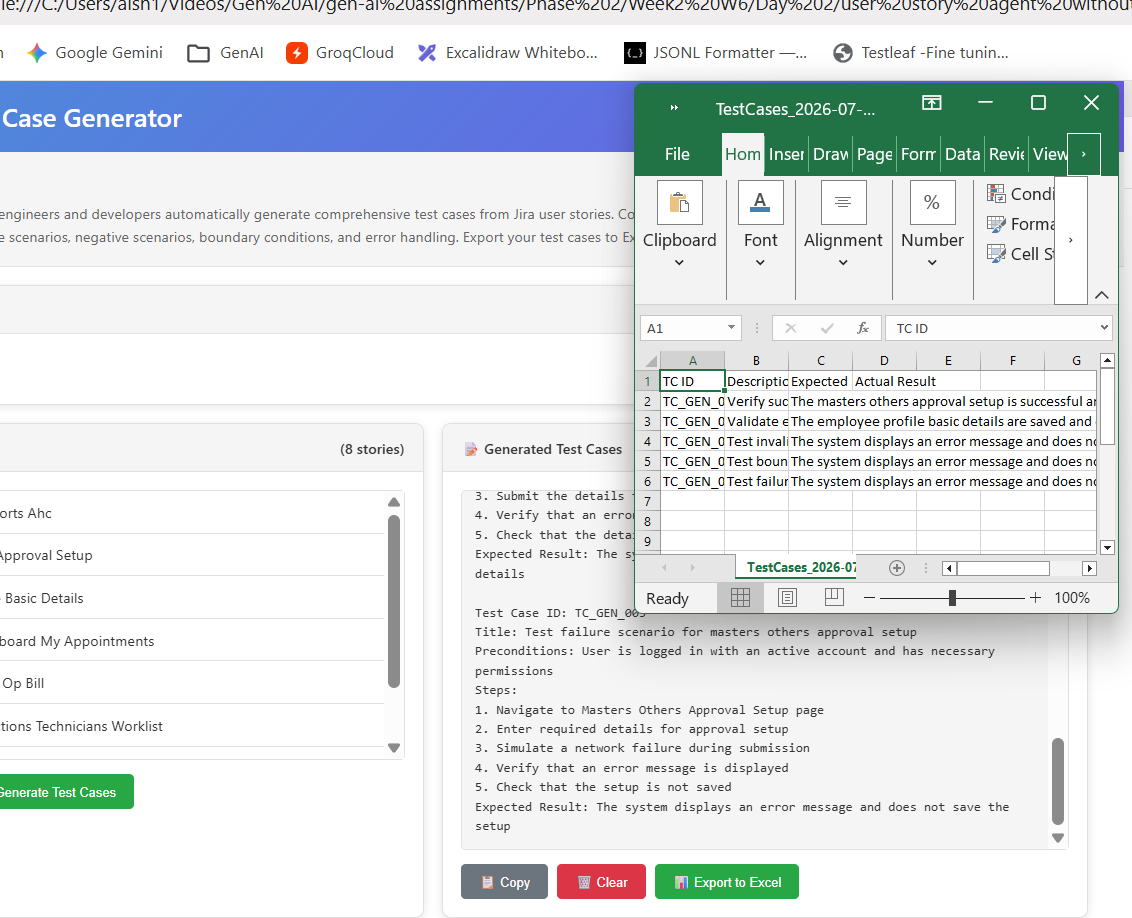 le:///C:/Users/aish1/Videos/Gen%20AI/gen-ai%20assignments/Phase%202/Week2%20W6/Day%202/user%20story%20agent%20without
Google Gemini
GenAI
GroqCloud
Excalidraw Whitebo...
JSONL Formatter —...
Testleaf -Fine tunin...
Case Generator
engineers and developers automatically generate comprehensive test cases from Jira user stories. Co
e scenarios, negative scenarios, boundary conditions, and error handling. Export your test cases to Ex
(8 stories)
orts Ahc
Approval Setup
Basic Details
board My Appointments
Op Bill
tions Technicians Worklist
Generate Test Cases
Generated Test Cases
3. Submit the details
4. Verify that an erro
5. Check that the deta
Expected Result: The sy
details
Test Case ID: TC_GEN_005
Title: Test failure scenario for masters others approval setup
Preconditions: User is logged in with an active account and has necessary
permissions
Steps:
1. Navigate to Masters Others Approval Setup page
2. Enter required details for approval setup
3. Simulate a network failure during submission
4. Verify that an error message is displayed
5. Check that the setup is not saved
Expected Result: The system displays an error message and does not save the
setup
Copy
Clear
Export to Excel
TestCases_2026-07-...
File Hom Inser Draw Page Form Data Revie View
Clipboard
Font
Alignment
Number
%
Condi
Forma
Cell St
A1
fx
TC ID
A B C D E F G
1 TC ID Descriptio Expected Actual Result
2 TC_GEN_0 Verify suc The masters others approval setup is successful an
3 TC_GEN_0 Validate e The employee profile basic details are saved and
4 TC_GEN_0 Test invali The system displays an error message and does no
5 TC_GEN_0 Test boun The system displays an error message and does no
6 TC_GEN_0 Test failur The system displays an error message and does no
7
8
9
TestCases_2026-07
Ready
100%